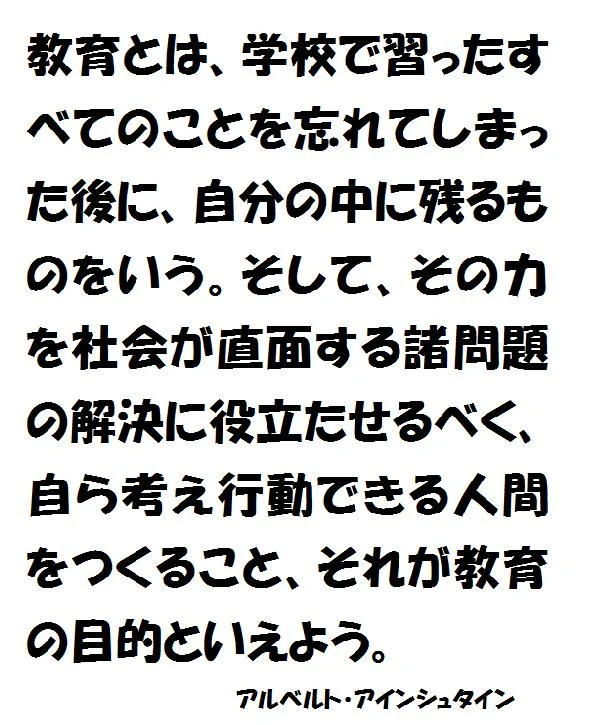 教育とは、学校で習ったす
べてのことを忘れてしまっ
た後に、自分の中に残るも
のをいう。そして、その力
を社会が直面する諸問題
の解決に役立たせるべく、
自ら考え行動できる人間
をつくること、それが教育
の目的といえよう。
アルベルト・アインシュタイン